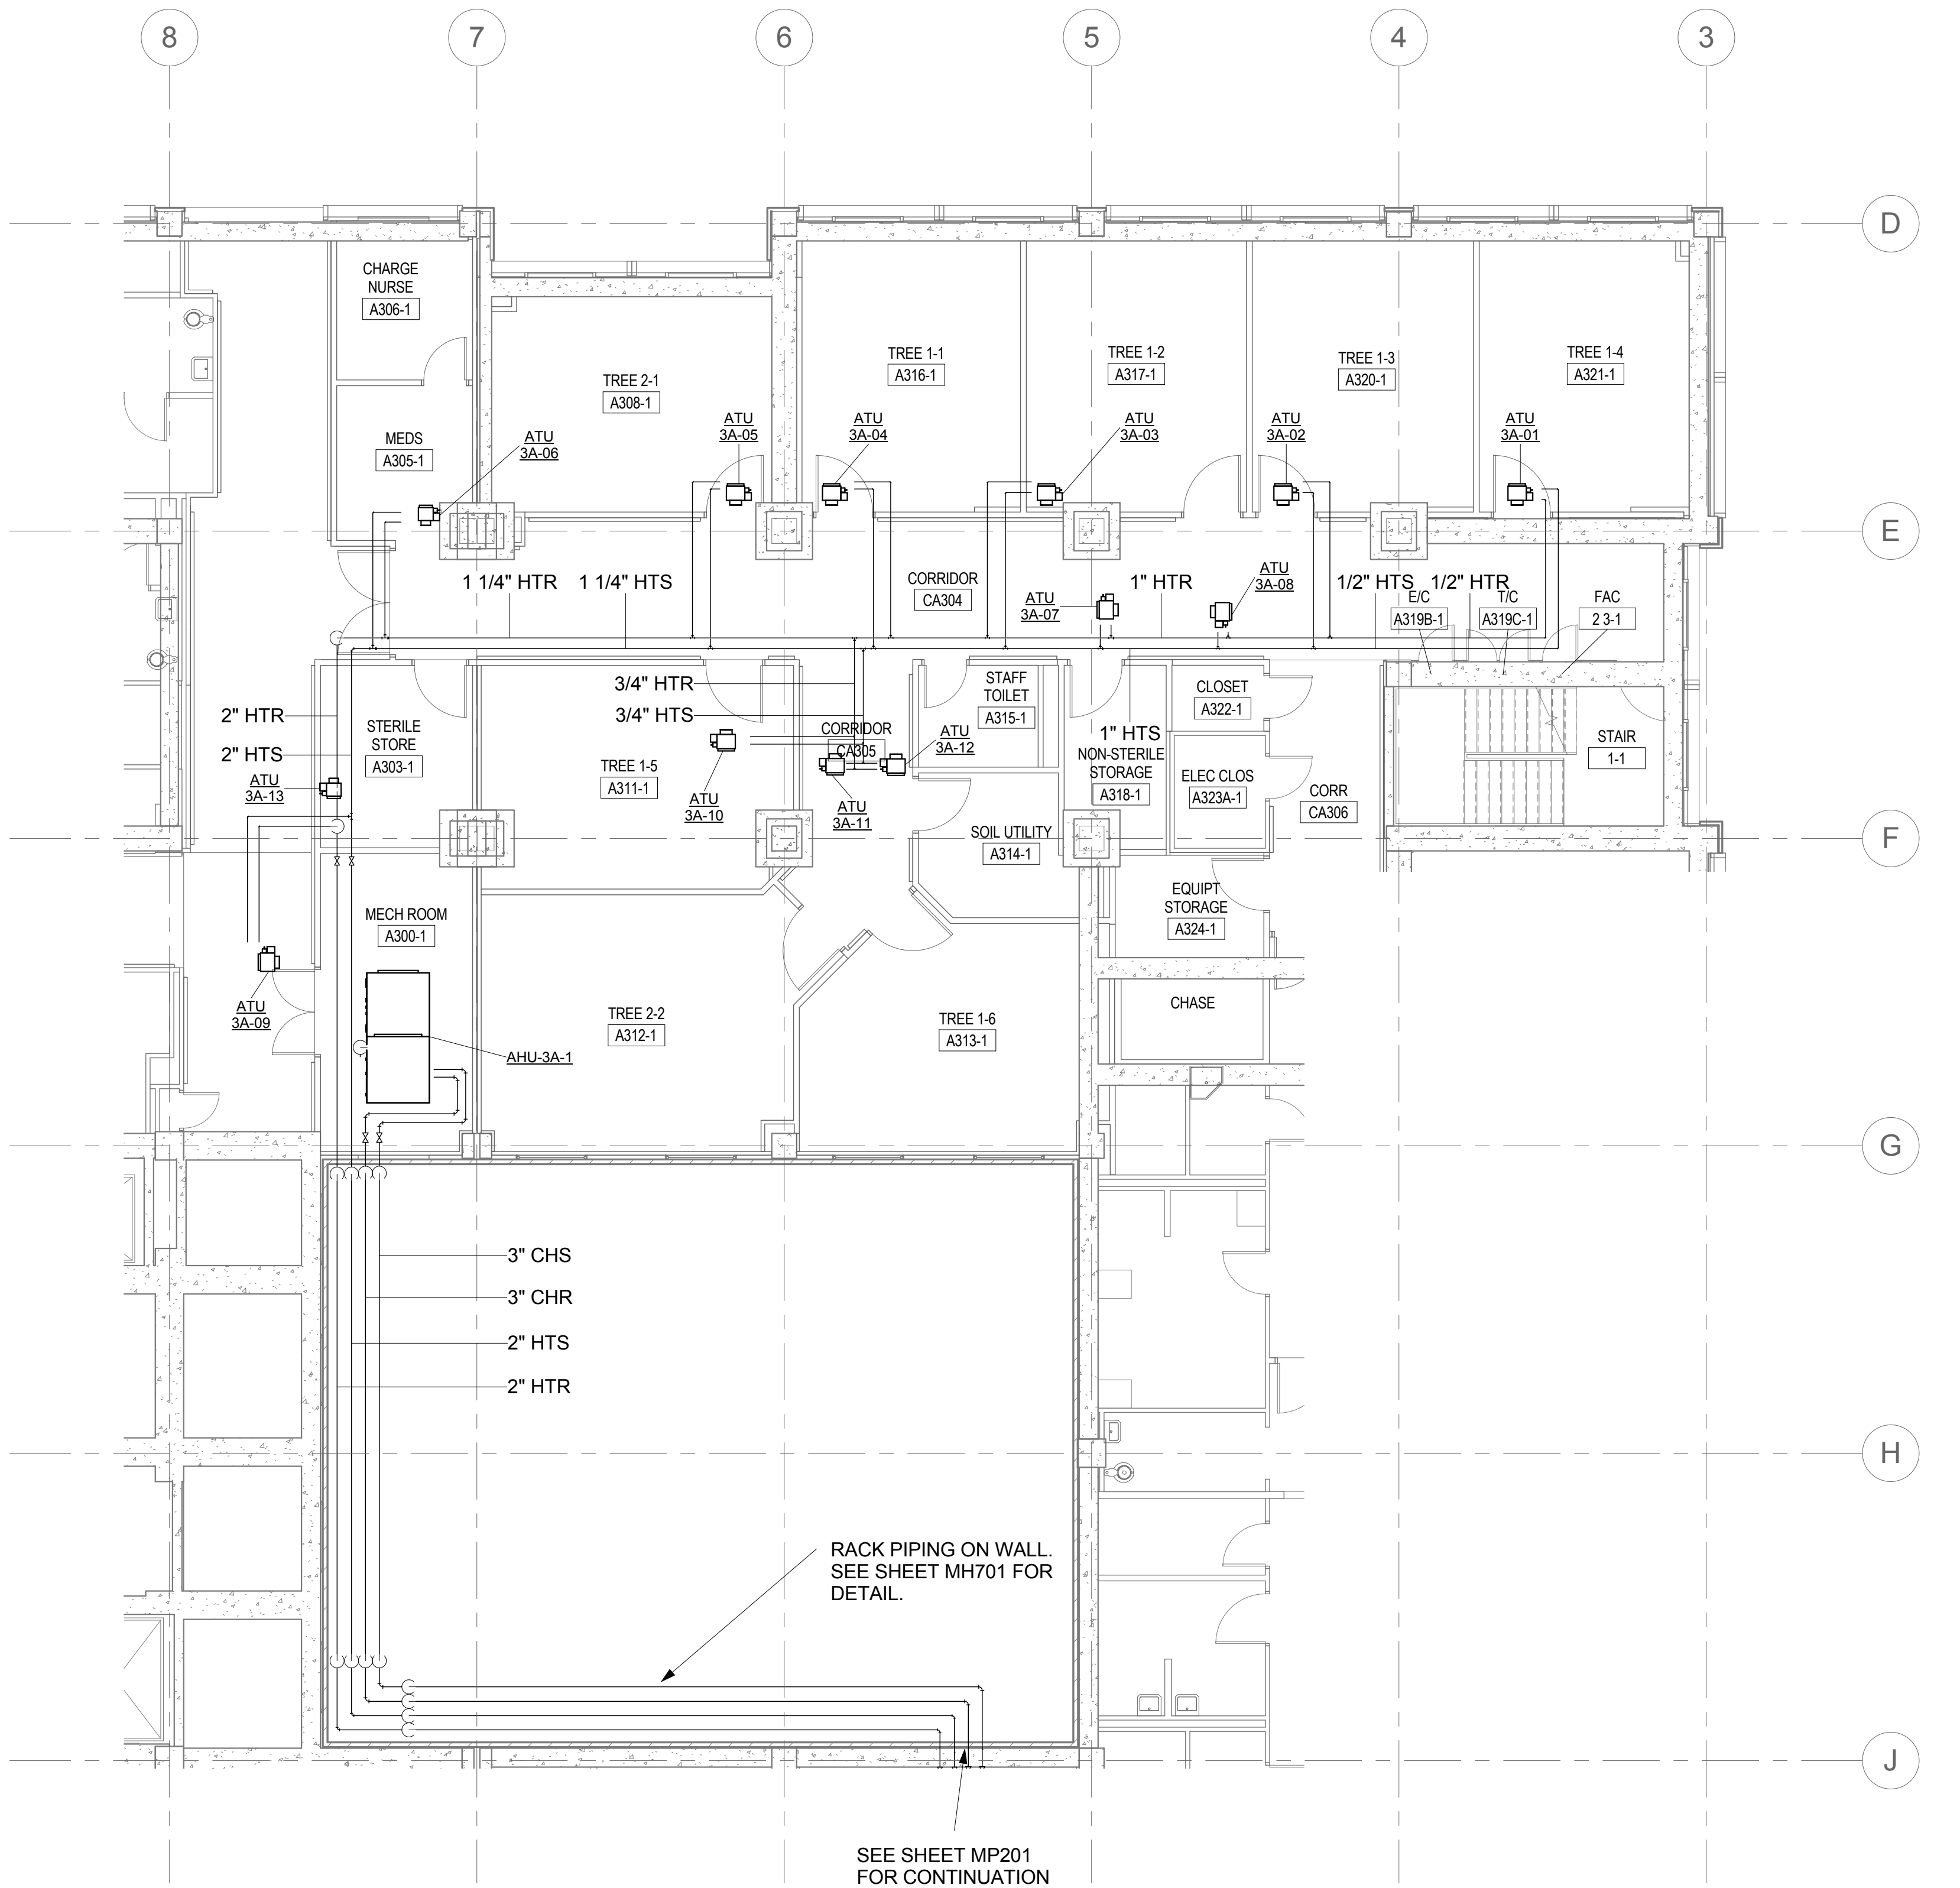 8
7
6
5
4
3
D
CHARGE
NURSE
A306-1
TREE 1-1
A316-1
TREE 1-2
A317-1
TREE 1-3
A320-1
TREE 1-4
A321-1
TREE 2-1
A308-1
MEDS
A305-1
ATU
3A-06
ATU
3A-05
ATU
3A-04
ATU
3A-03
ATU
3A-02
ATU
3A-01
E
1 1/4" HTR
1 1/4" HTS
CORRIDOR
CA304
ATU
3A-07
1" HTR
ATU
3A-08
1/2" HTS
1/2" HTR
E/C
A319B-1
T/C
A319C-1
FAC
2 3-1
3/4" HTR
3/4" HTS
2" HTR
2" HTS
STERILE
STORE
A303-1
ATU
3A-13
TREE 1-5
A311-1
ATU
3A-10
CORRIDOR
CA305
ATU
3A-11
ATU
3A-12
STAFF
TOILET
A315-1
1" HTS
NON-STERILE
STORAGE
A318-1
CLOSET
A322-1
ELEC CLOS
A323A-1
CORR
CA306
STAIR
1-1
SOIL UTILITY
A314-1
F
MECH ROOM
A300-1
EQUIPT
STORAGE
A324-1
ATU
3A-09
AHU-3A-1
TREE 2-2
A312-1
TREE 1-6
A313-1
CHASE
G
3" CHS
3" CHR
2" HTS
2" HTR
H
RACK PIPING ON WALL.
SEE SHEET MH701 FOR
DETAIL.
J
SEE SHEET MP201
FOR CONTINUATION